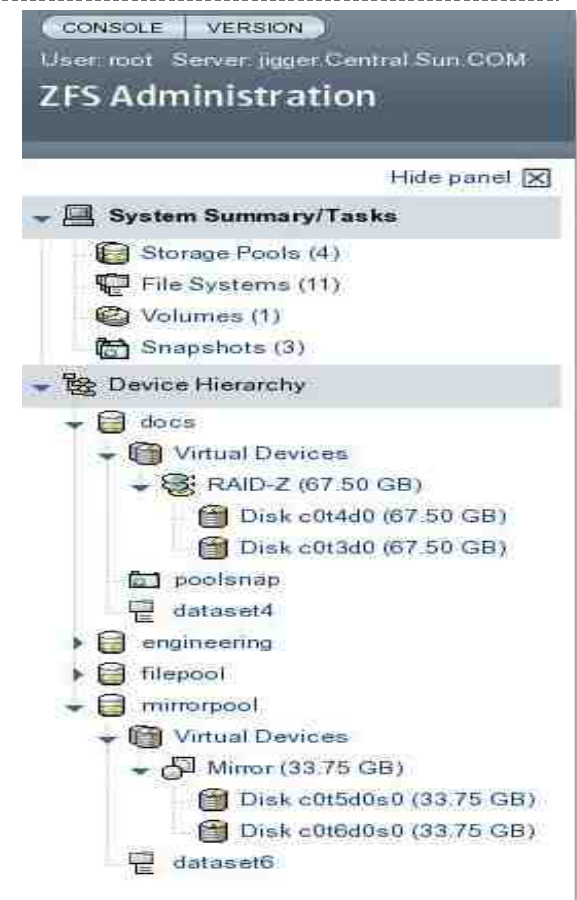 CONSOLE VERSION
User: root Server: jigger.Central.Sun.COM
ZFS Administration
Hide panel
System Summary/Tasks
Storage Pools (4)
File Systems (11)
Volumes (1)
Snapshots (3)
Device Hierarchy
docs
Virtual Devices
RAID-Z (67.50 GB)
Disk c0t4d0 (67.50 GB)
Disk c0t3d0 (67.50 GB)
poolsnap
dataset4
engineering
filepool
mirrorpool
Virtual Devices
Mirror (33.75 GB)
Disk c0t5d0s0 (33.75 GB)
Disk c0t6d0s0 (33.75 GB)
dataset6